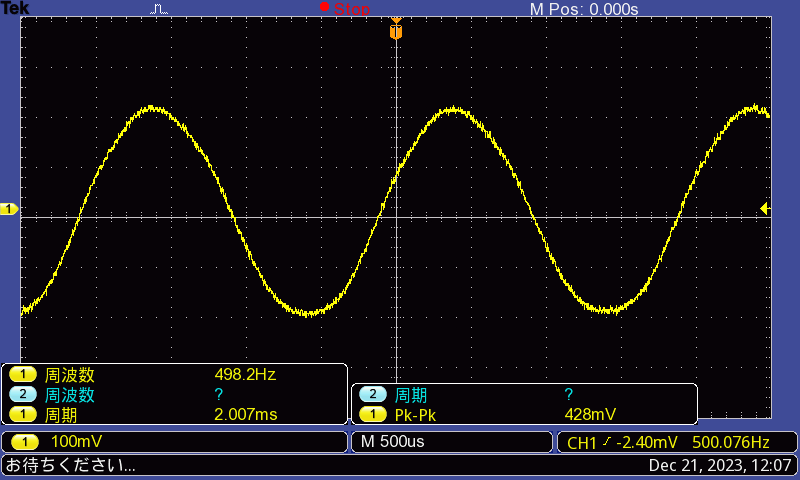 Tek Stop M Pos: 0.000s
T
1
1 周波数 498.2Hz
2 周波数 ?
1 周期 2.007ms
2 周期 ?
1 Pk-Pk 428mV
1 100mV M 500us CH1 -2.40mV 500.076Hz
お待ちください... Dec 21, 2023, 12:07